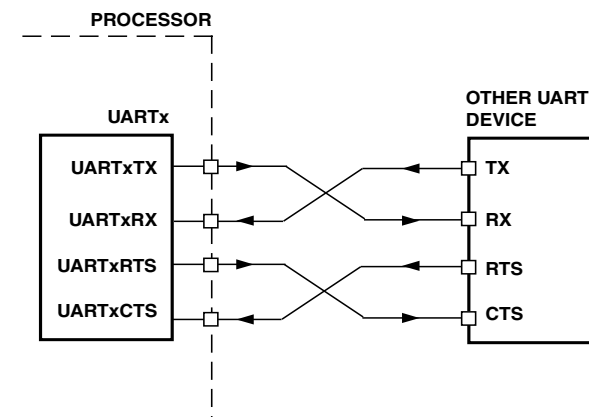 PROCESSOR
UARTx
OTHER UART
DEVICE
UARTxTX
TX
UARTxRX
RX
UARTxRTS
RTS
UARTxCTS
CTS